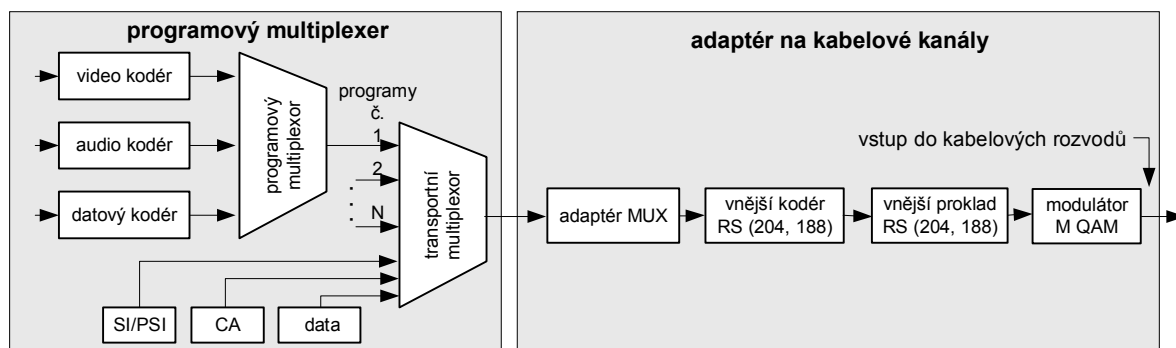 programový multiplexer
video kodér
audio kodér
datový kodér
programový
multiplexor
programy
č.
1
2
N
transportní
multiplexor
SI/PSI
CA
data
adaptér na kabelové kanály
vstup do kabelových rozvodů
adaptér MUX
vnější kodér
RS (204, 188)
vnější proklad
RS (204, 188)
modulátor
M QAM